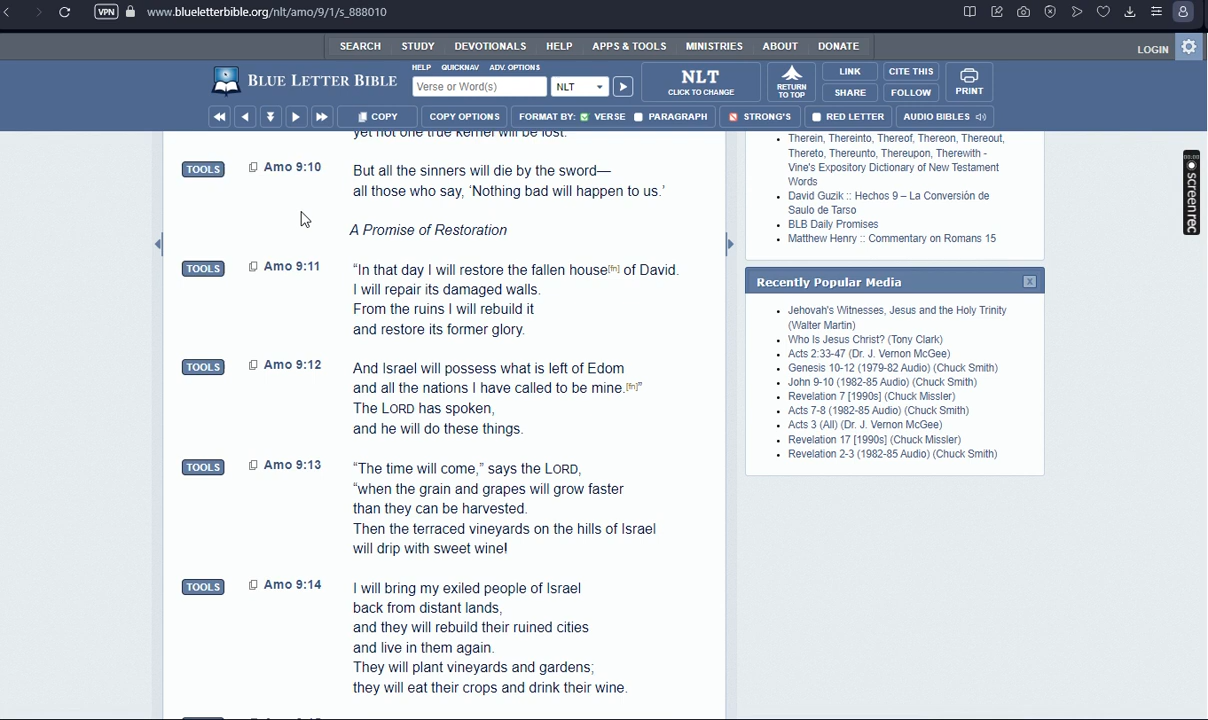 VPN www.blueletterbible.org/nlt/amo/9/1/s_888010
SEARCH STUDY DEVOTIONALS HELP APPS & TOOLS MINISTRIES ABOUT DONATE LOGIN
HELP QUICKNAV ADV. OPTIONS
BLUE LETTER BIBLE
Verse or Word(s) NLT
NLT
CLICK TO CHANGE
RETURN
TO TOP
LINK CITE THIS
SHARE FOLLOW
PRINT
COPY COPY OPTIONS FORMAT BY: VERSE PARAGRAPH STRONG'S RED LETTER AUDIO BIBLES
yet not one true kernel will be lost.
TOOLS Amo 9:10 But all the sinners will die by the sword—
all those who say, ‘Nothing bad will happen to us.’
A Promise of Restoration
TOOLS Amo 9:11 “In that day I will restore the fallen house[fn] of David.
I will repair its damaged walls.
From the ruins I will rebuild it
and restore its former glory.
TOOLS Amo 9:12 And Israel will possess what is left of Edom
and all the nations I have called to be mine.[fn]”
The LORD has spoken,
and he will do these things.
TOOLS Amo 9:13 “The time will come,” says the LORD,
“when the grain and grapes will grow faster
than they can be harvested.
Then the terraced vineyards on the hills of Israel
will drip with sweet wine!
TOOLS Amo 9:14 I will bring my exiled people of Israel
back from distant lands,
and they will rebuild their ruined cities
and live in them again.
They will plant vineyards and gardens;
they will eat their crops and drink their wine.
Therein, Thereinto, Thereof, Thereon, Thereout,
Thereto, Thereunto, Thereupon, Therewith -
Vine's Expository Dictionary of New Testament
Words
David Guzik :: Hechos 9 – La Conversión de
Saulo de Tarso
BLB Daily Promises
Matthew Henry :: Commentary on Romans 15
Recently Popular Media x
Jehovah's Witnesses, Jesus and the Holy Trinity
(Walter Martin)
Who Is Jesus Christ? (Tony Clark)
Acts 2:33-47 (Dr. J. Vernon McGee)
Genesis 10-12 (1979-82 Audio) (Chuck Smith)
John 9-10 (1982-85 Audio) (Chuck Smith)
Revelation 7 [1990s] (Chuck Missler)
Acts 7-8 (1982-85 Audio) (Chuck Smith)
Acts 3 (All) (Dr. J. Vernon McGee)
Revelation 17 [1990s] (Chuck Missler)
Revelation 2-3 (1982-85 Audio) (Chuck Smith)
00:00
screenrec